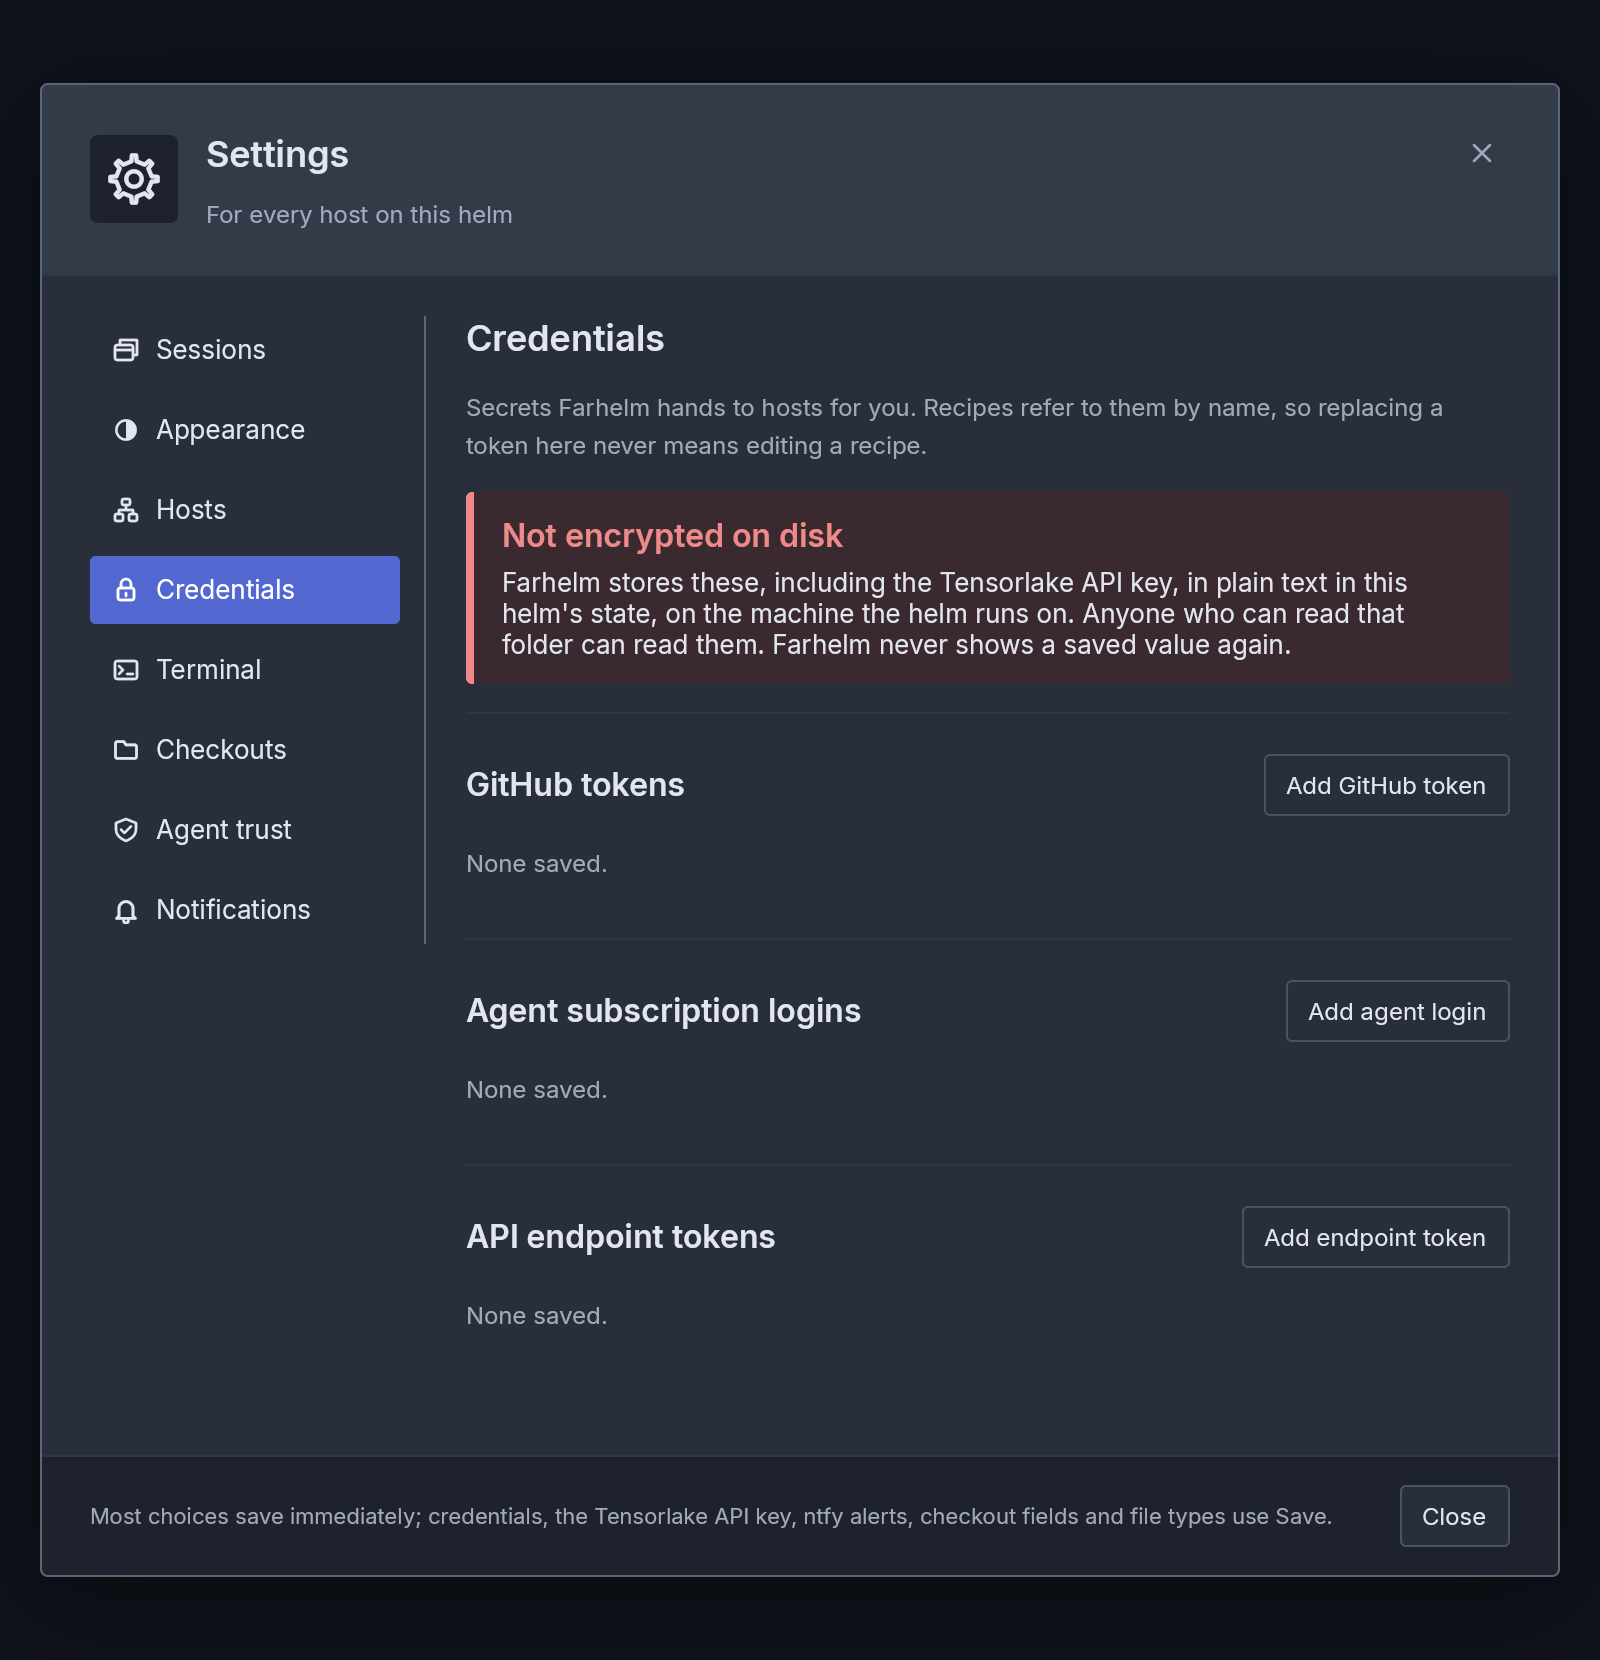 Settings
For every host on this helm
Sessions
Appearance
Hosts
Credentials
Terminal
Checkouts
Agent trust
Notifications
Credentials
Secrets Farhelm hands to hosts for you. Recipes refer to them by name, so replacing a
token here never means editing a recipe.
Not encrypted on disk
Farhelm stores these, including the Tensorlake API key, in plain text in this
helm's state, on the machine the helm runs on. Anyone who can read that
folder can read them. Farhelm never shows a saved value again.
GitHub tokens
Add GitHub token
None saved.
Agent subscription logins
Add agent login
None saved.
API endpoint tokens
Add endpoint token
None saved.
Most choices save immediately; credentials, the Tensorlake API key, ntfy alerts, checkout fields and file types use Save.
Close